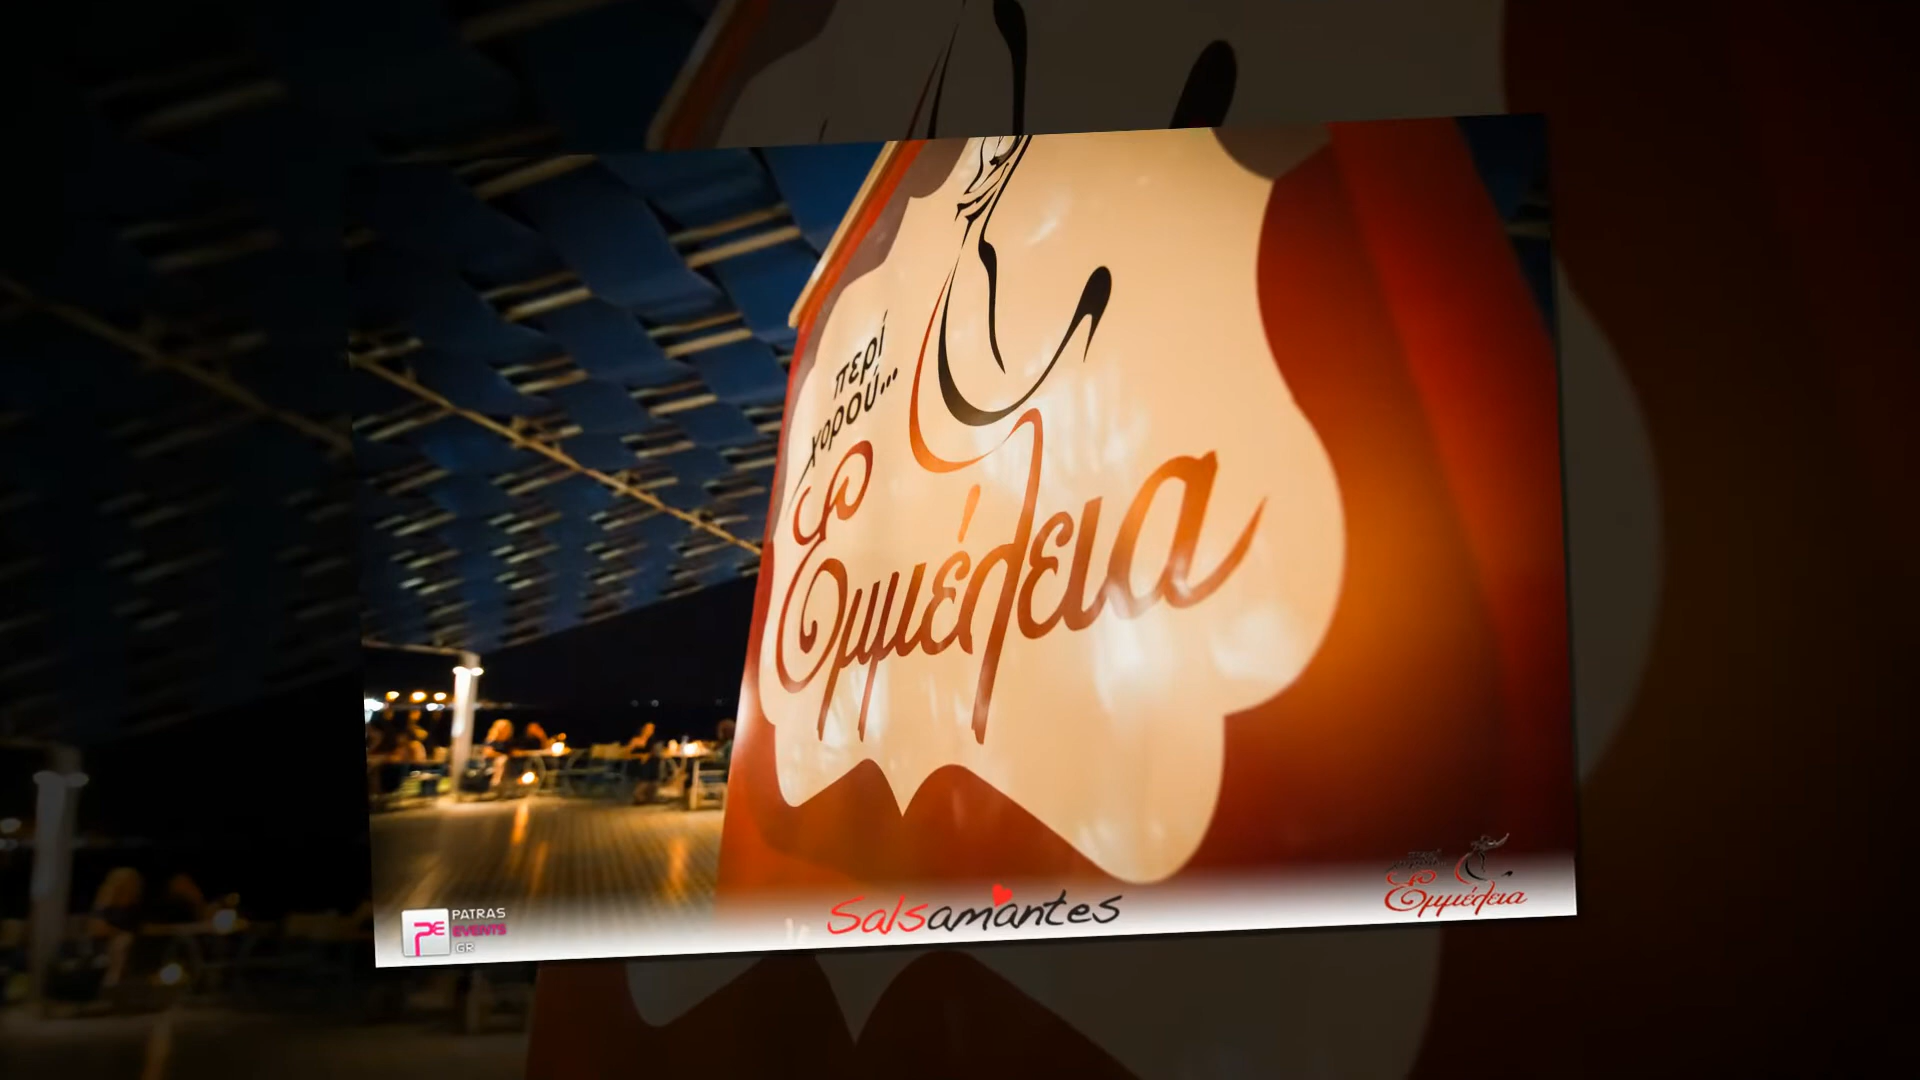 περί
χορού...
Εμμέλεια
PATRAS
EVENTS
.GR
Salsamantes
Εμμέλεια